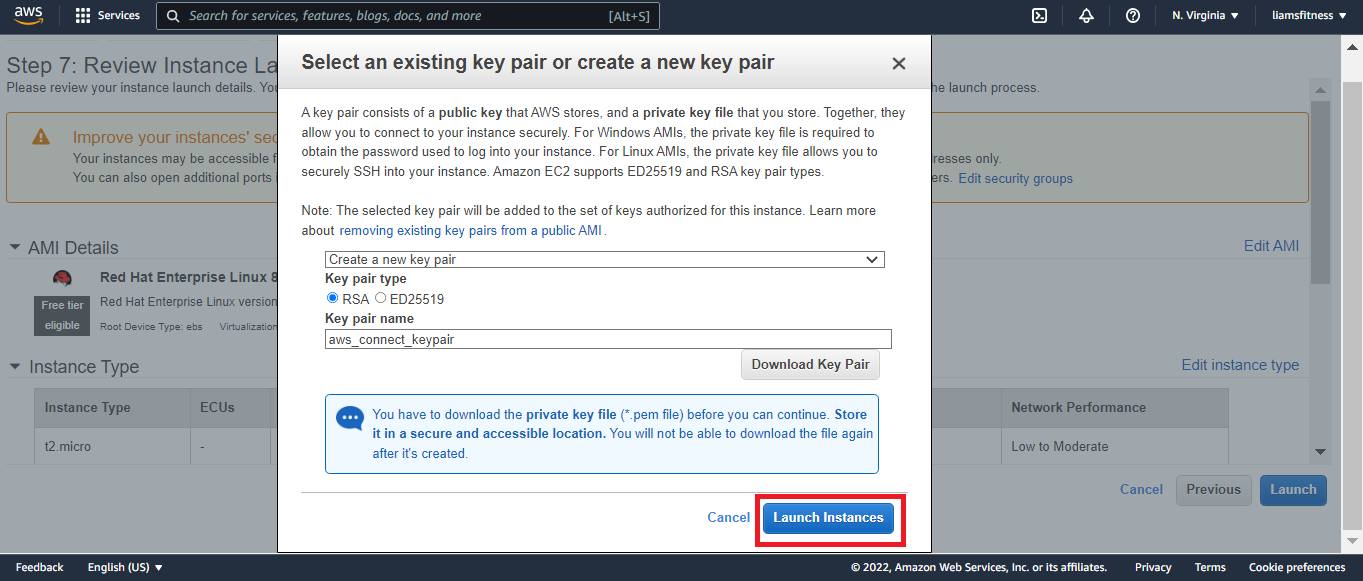 aws
Services
Search for services, features, blogs, docs, and more
[Alt+S]
N. Virginia
liamsfitness
Step 7: Review Instance La
Please review your instance launch details. You
he launch process.
Improve your instances' sec
Your instances may be accessible f
resses only.
You can also open additional ports i
ers. Edit security groups
AMI Details
Edit AMI
Red Hat Enterprise Linux 8
Free tier
eligible
Red Hat Enterprise Linux version
Root Device Type: ebs Virtualization
Instance Type
Edit instance type
Instance Type
ECUs
Network Performance
t2.micro
-
Low to Moderate
Cancel
Previous
Launch
Select an existing key pair or create a new key pair
A key pair consists of a public key that AWS stores, and a private key file that you store. Together, they
allow you to connect to your instance securely. For Windows AMIs, the private key file is required to
obtain the password used to log into your instance. For Linux AMIs, the private key file allows you to
securely SSH into your instance. Amazon EC2 supports ED25519 and RSA key pair types.
Note: The selected key pair will be added to the set of keys authorized for this instance. Learn more
about removing existing key pairs from a public AMI.
Create a new key pair
Key pair type
RSA ED25519
Key pair name
aws_connect_keypair
Download Key Pair
You have to download the private key file (*.pem file) before you can continue. Store
it in a secure and accessible location. You will not be able to download the file again
after it's created.
Cancel
Launch Instances
Feedback
English (US)
© 2022, Amazon Web Services, Inc. or its affiliates.
Privacy
Terms
Cookie preferences